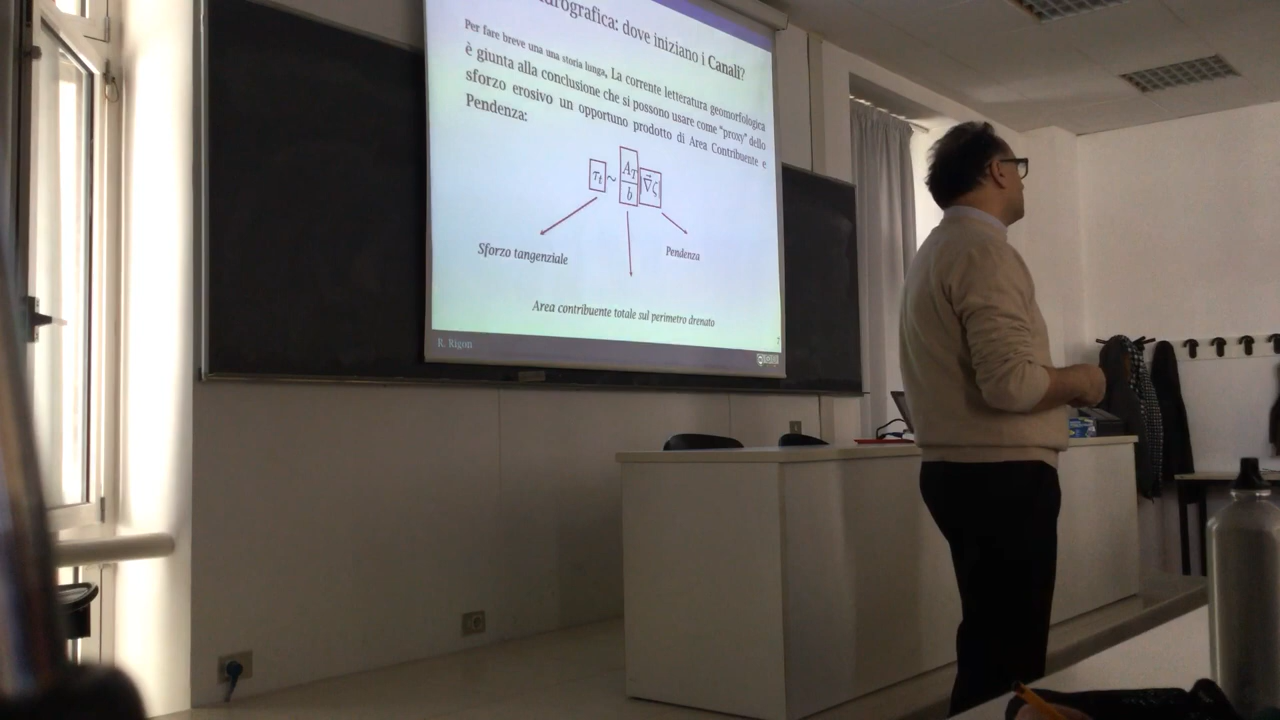 drografica: dove iniziano i Canali?
Per fare breve una una storia lunga, La corrente letteratura geomorfologica
è giunta alla conclusione che si possono usare come “proxy” dello
sforzo erosivo un opportuno prodotto di Area Contribuente e
Pendenza:
τt ∼ AT/b ∇⃗ζ
Sforzo tangenziale
Pendenza
Area contribuente totale sul perimetro drenato
R. Rigon